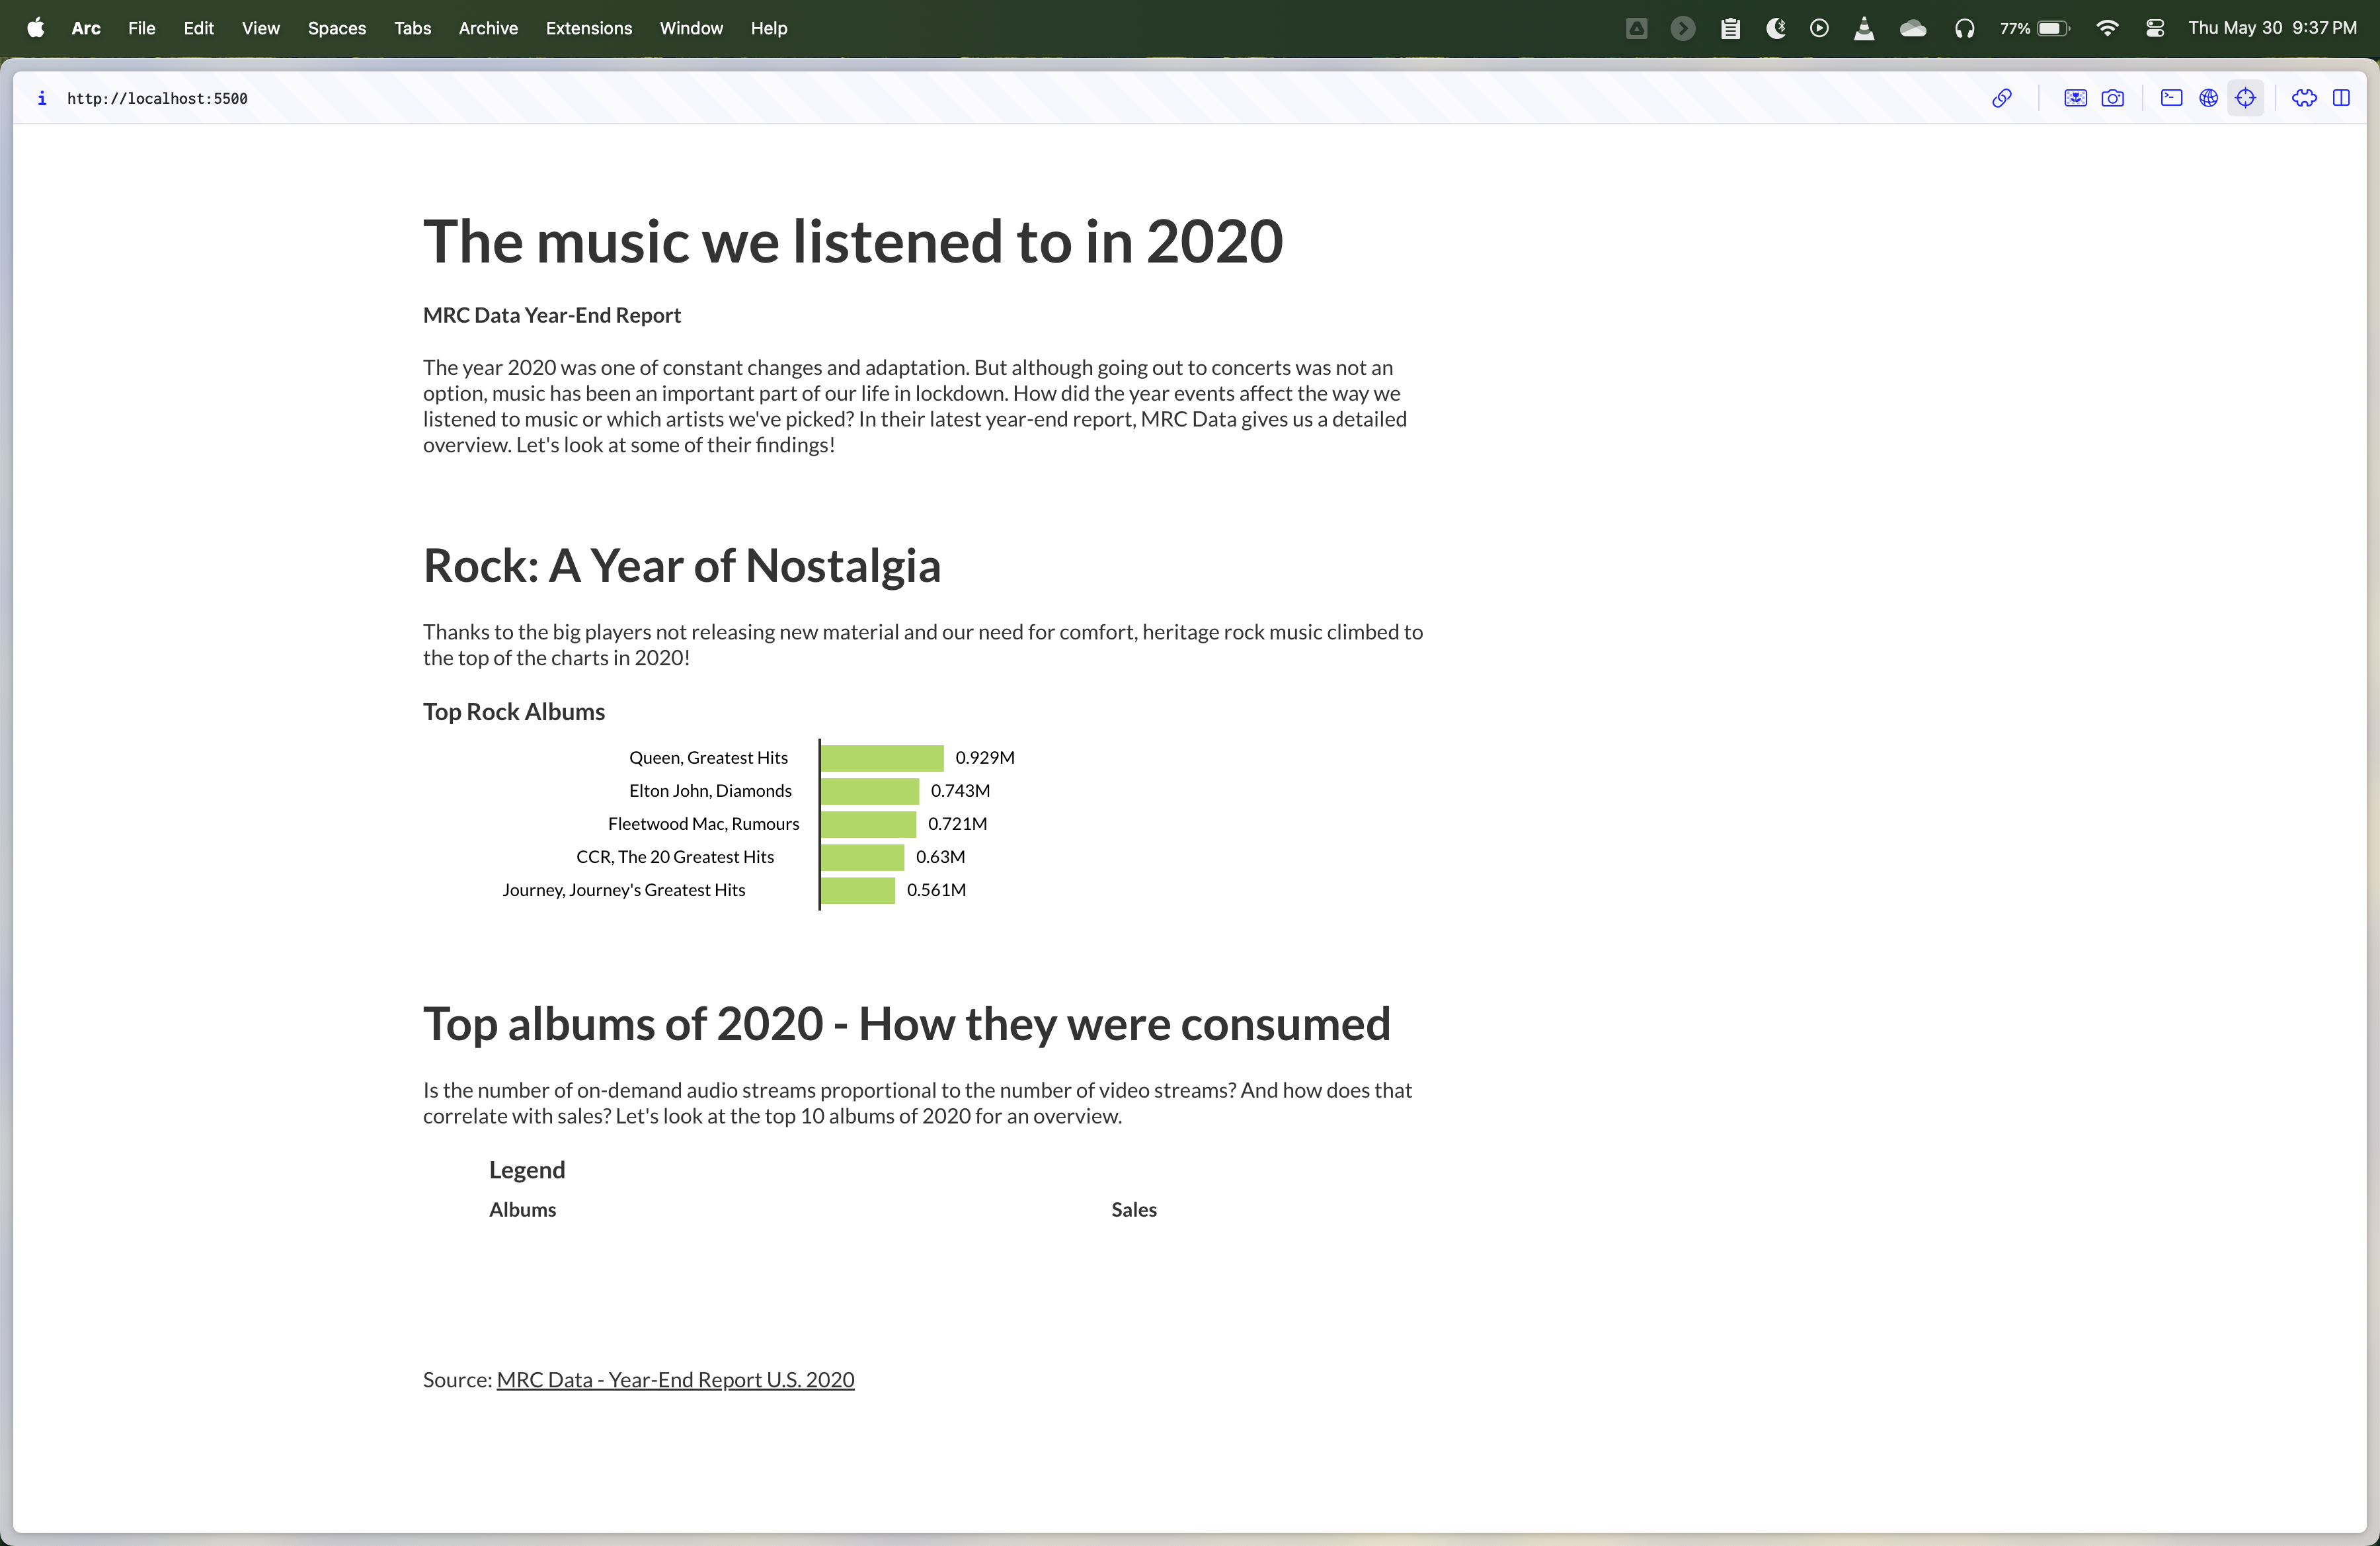 Arc File Edit View Spaces Tabs Archive Extensions Window Help 77% Thu May 30 9:37 PM
i http://localhost:5500
The music we listened to in 2020
MRC Data Year-End Report
The year 2020 was one of constant changes and adaptation. But although going out to concerts was not an
option, music has been an important part of our life in lockdown. How did the year events affect the way we
listened to music or which artists we've picked? In their latest year-end report, MRC Data gives us a detailed
overview. Let's look at some of their findings!
Rock: A Year of Nostalgia
Thanks to the big players not releasing new material and our need for comfort, heritage rock music climbed to
the top of the charts in 2020!
Top Rock Albums
Queen, Greatest Hits 0.929M
Elton John, Diamonds 0.743M
Fleetwood Mac, Rumours 0.721M
CCR, The 20 Greatest Hits 0.63M
Journey, Journey's Greatest Hits 0.561M
Top albums of 2020 - How they were consumed
Is the number of on-demand audio streams proportional to the number of video streams? And how does that
correlate with sales? Let's look at the top 10 albums of 2020 for an overview.
Legend
Albums Sales
Source: MRC Data - Year-End Report U.S. 2020